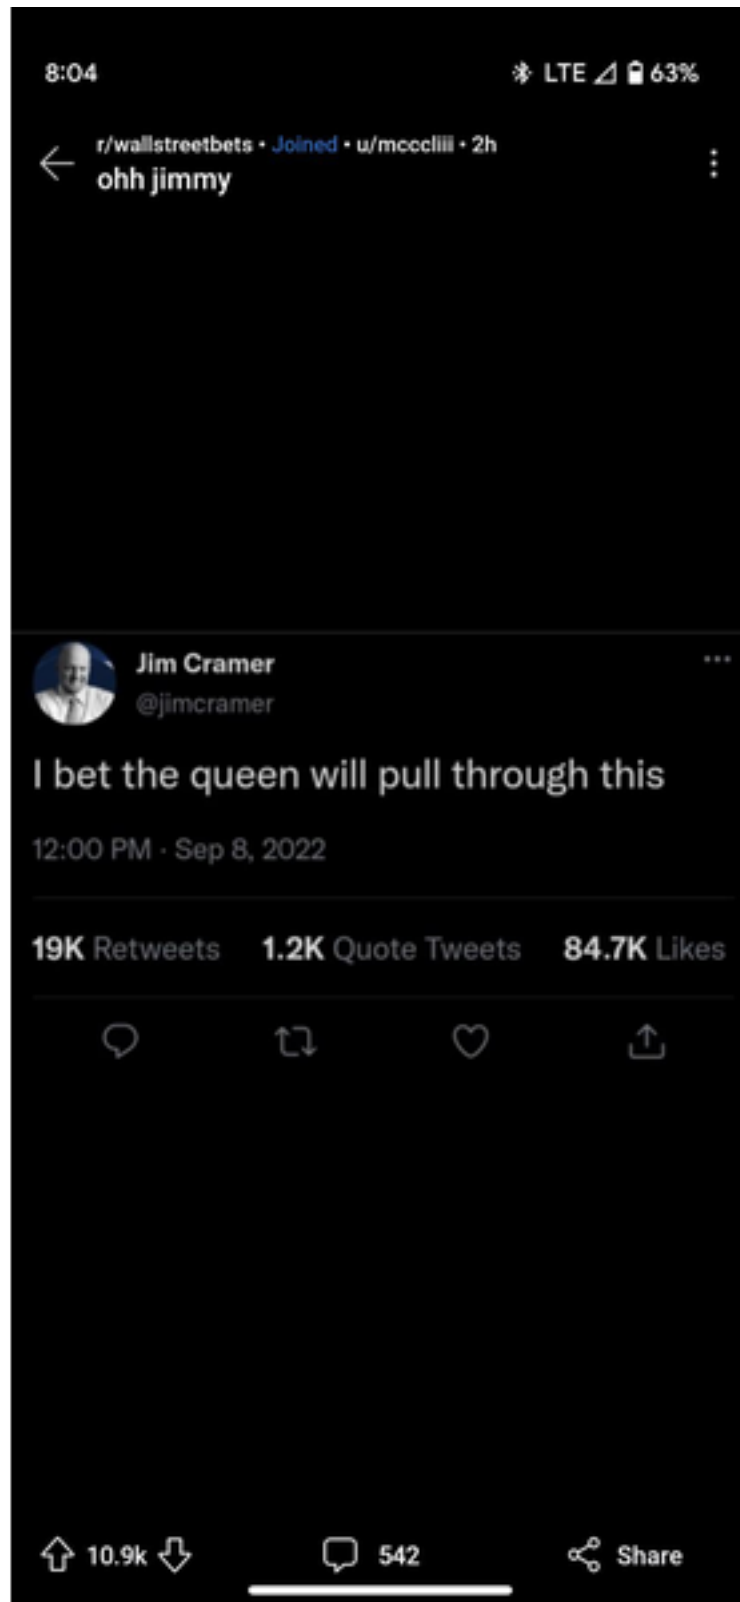 8:04
LTE 63%
r/wallstreetbets • Joined • u/mcccliii • 2h
ohh jimmy
Jim Cramer
@jimcramer
I bet the queen will pull through this
12:00 PM · Sep 8, 2022
19K Retweets 1.2K Quote Tweets 84.7K Likes
10.9k 542 Share